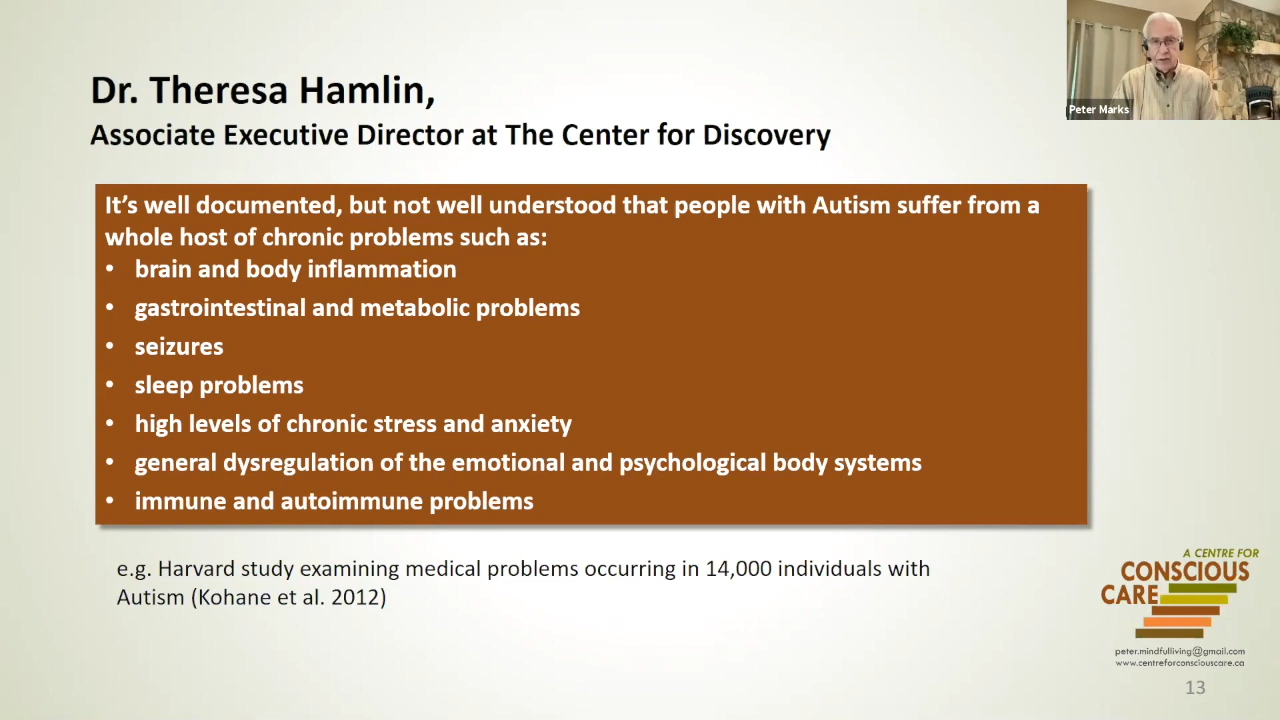 Peter Marks
Dr. Theresa Hamlin,
Associate Executive Director at The Center for Discovery
It’s well documented, but not well understood that people with Autism suffer from a
whole host of chronic problems such as:
• brain and body inflammation
• gastrointestinal and metabolic problems
• seizures
• sleep problems
• high levels of chronic stress and anxiety
• general dysregulation of the emotional and psychological body systems
• immune and autoimmune problems
e.g. Harvard study examining medical problems occurring in 14,000 individuals with
Autism (Kohane et al. 2012)
A CENTRE FOR
CONSCIOUS
CARE
peter.mindfulliving@gmail.com
www.centreforconsciouscare.ca
13